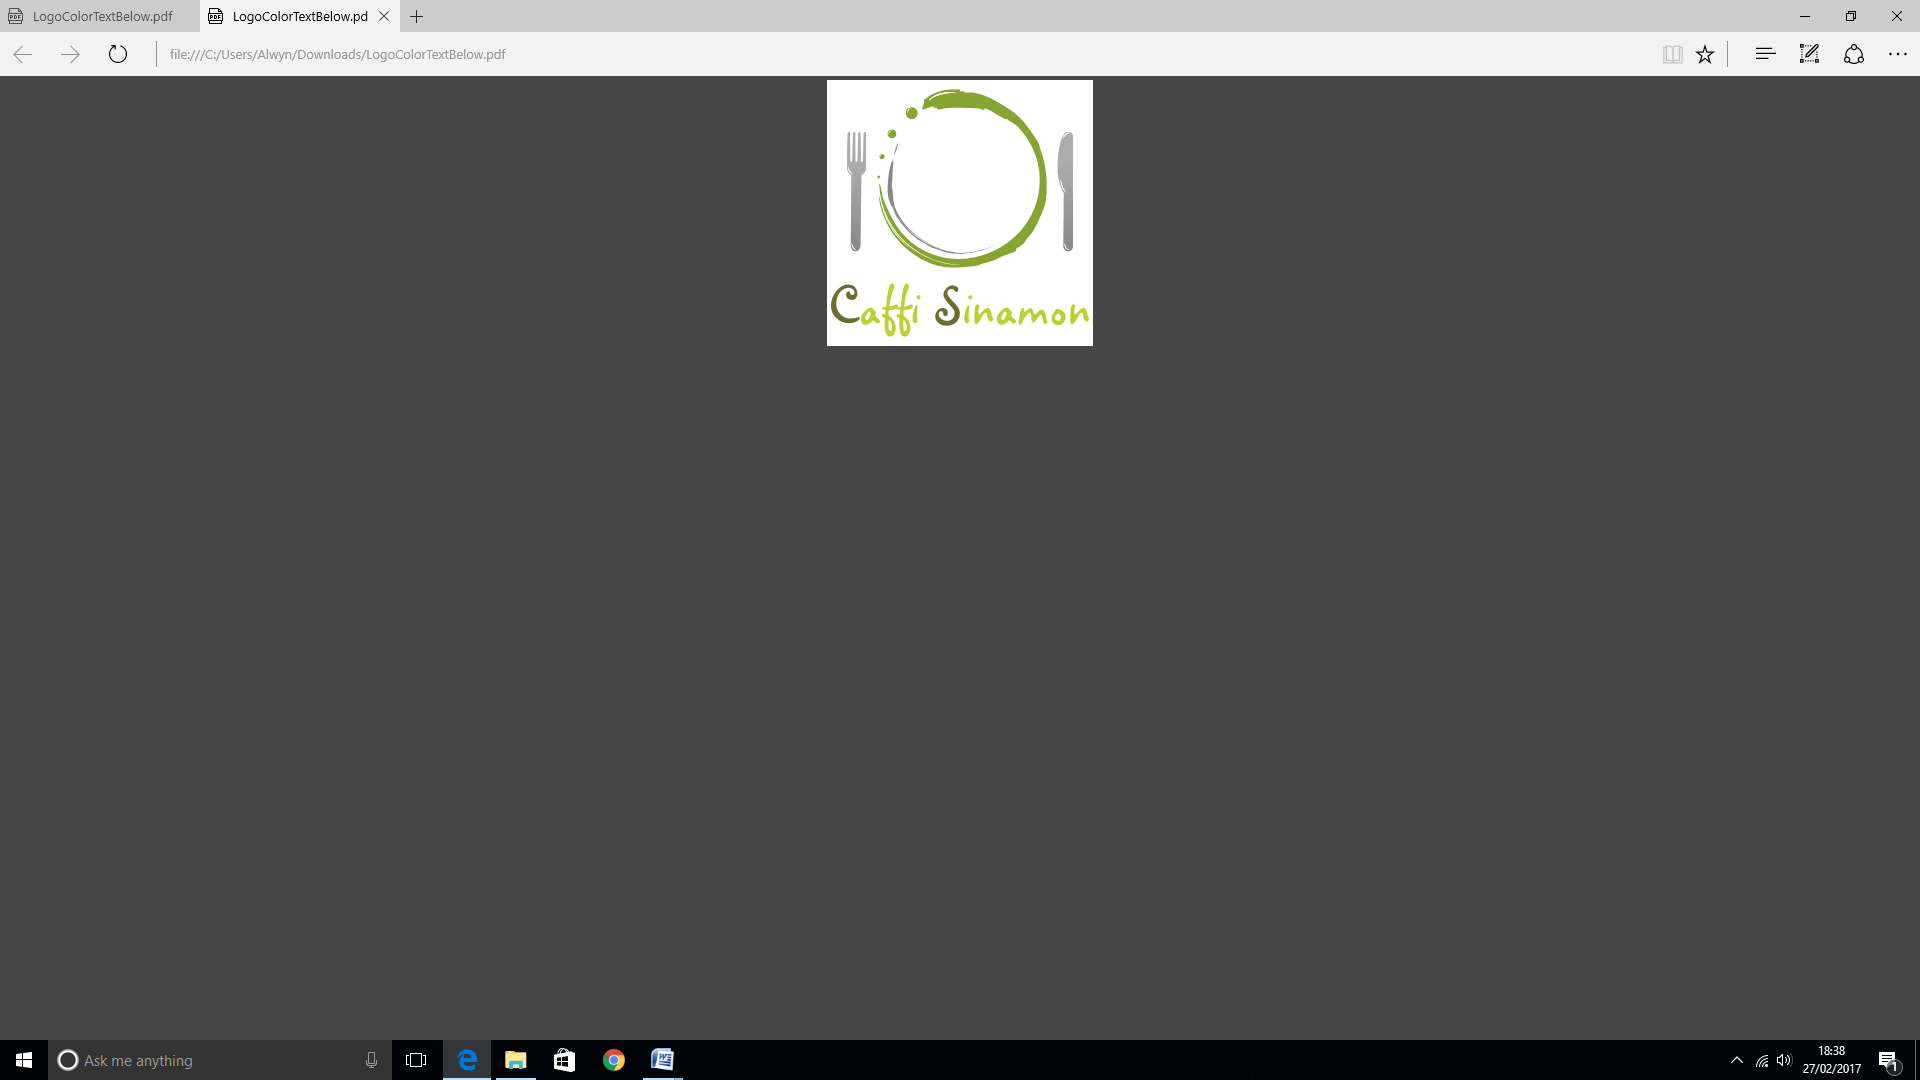 LogoColorTextBelow.pdf
LogoColorTextBelow.pd
file:///C:/Users/Alwyn/Downloads/LogoColorTextBelow.pdf
Caffi Sinamon
Ask me anything
18:38
27/02/2017
1